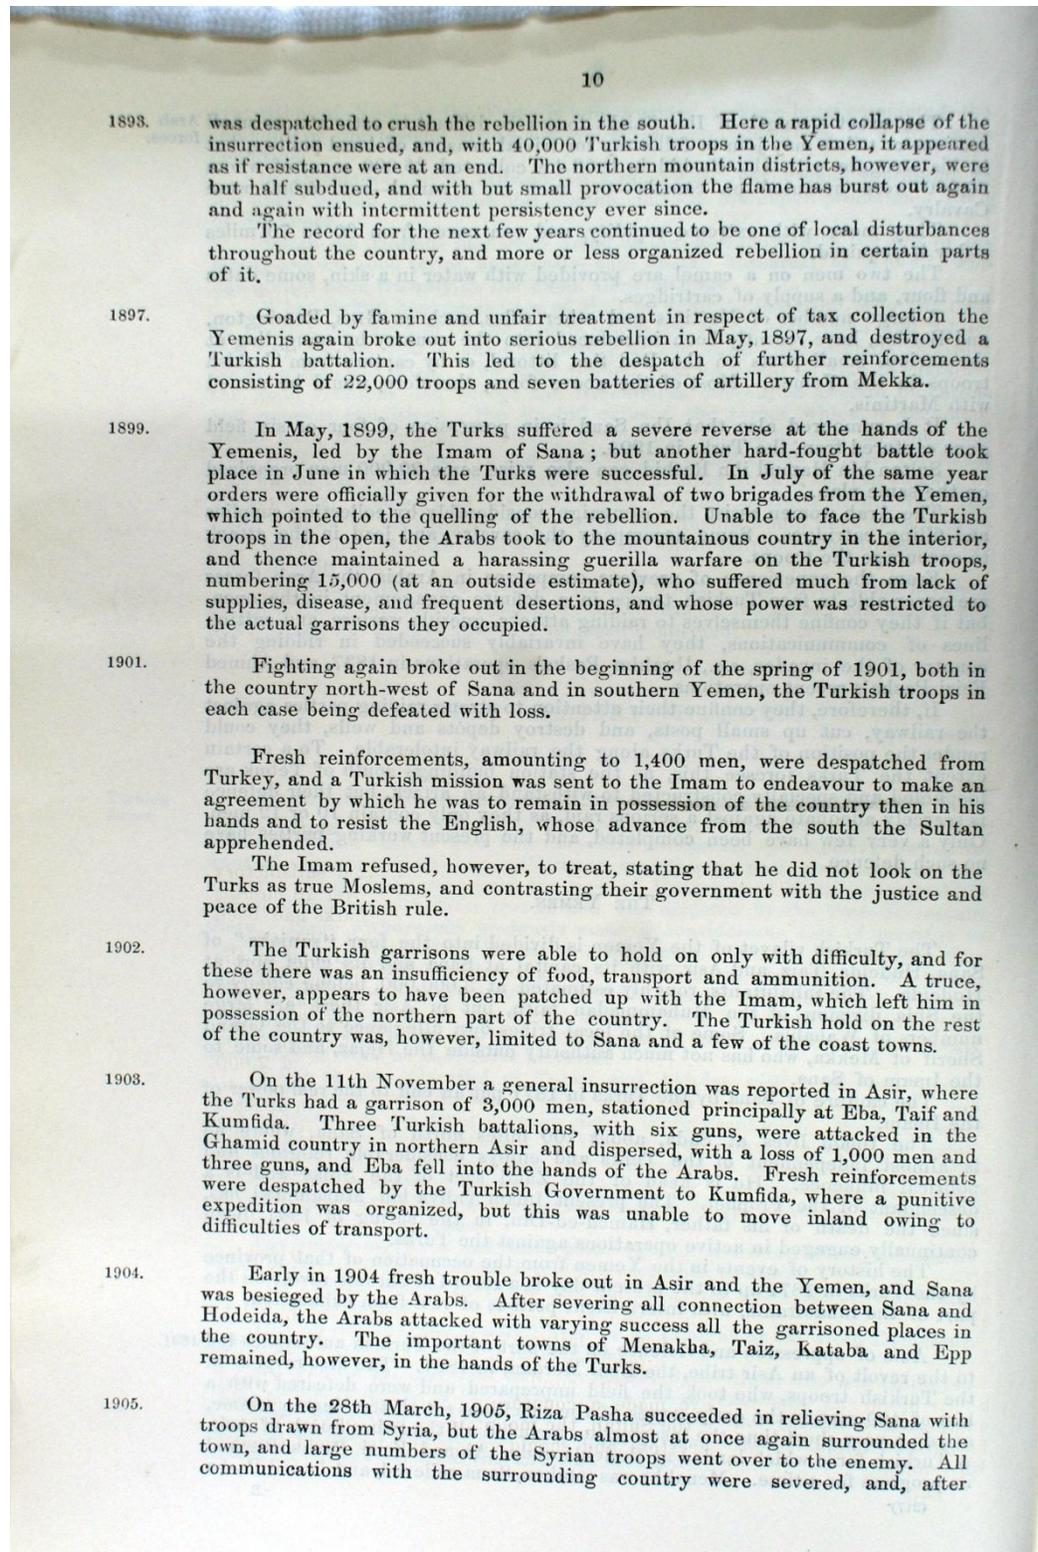 10
1893. was despatched to crush the rebellion in the south. Here a rapid collapse of the
insurrection ensued, and, with 40,000 Turkish troops in the Yemen, it appeared
as if resistance were at an end. The northern mountain districts, however, were
but half subdued, and with but small provocation the flame has burst out again
and again with intermittent persistency ever since.
The record for the next few years continued to be one of local disturbances
throughout the country, and more or less organized rebellion in certain parts
of it.
1897. Goaded by famine and unfair treatment in respect of tax collection the
Yemenis again broke out into serious rebellion in May, 1897, and destroyed a
Turkish battalion. This led to the despatch of further reinforcements
consisting of 22,000 troops and seven batteries of artillery from Mekka.
1899. In May, 1899, the Turks suffered a severe reverse at the hands of the
Yemenis, led by the Imam of Sana ; but another hard-fought battle took
place in June in which the Turks were successful. In July of the same year
orders were officially given for the withdrawal of two brigades from the Yemen,
which pointed to the quelling of the rebellion. Unable to face the Turkish
troops in the open, the Arabs took to the mountainous country in the interior,
and thence maintained a harassing guerilla warfare on the Turkish troops,
numbering 15,000 (at an outside estimate), who suffered much from lack of
supplies, disease, and frequent desertions, and whose power was restricted to
the actual garrisons they occupied.
1901. Fighting again broke out in the beginning of the spring of 1901, both in
the country north-west of Sana and in southern Yemen, the Turkish troops in
each case being defeated with loss.
Fresh reinforcements, amounting to 1,400 men, were despatched from
Turkey, and a Turkish mission was sent to the Imam to endeavour to make an
agreement by which he was to remain in possession of the country then in his
hands and to resist the English, whose advance from the south the Sultan
apprehended.
The Imam refused, however, to treat, stating that he did not look on the
Turks as true Moslems, and contrasting their government with the justice and
peace of the British rule.
1902. The Turkish garrisons were able to hold on only with difficulty, and for
these there was an insufficiency of food, transport and ammunition. A truce,
however, appears to have been patched up with the Imam, which left him in
possession of the northern part of the country. The Turkish hold on the rest
of the country was, however, limited to Sana and a few of the coast towns.
1903. On the 11th November a general insurrection was reported in Asir, where
the Turks had a garrison of 3,000 men, stationed principally at Eba, Taif and
Kumfida. Three Turkish battalions, with six guns, were attacked in the
Ghamid country in northern Asir and dispersed, with a loss of 1,000 men and
three guns, and Eba fell into the hands of the Arabs. Fresh reinforcements
were despatched by the Turkish Government to Kumfida, where a punitive
expedition was organized, but this was unable to move inland owing to
difficulties of transport.
1904. Early in 1904 fresh trouble broke out in Asir and the Yemen, and Sana
was besieged by the Arabs. After severing all connection between Sana and
Hodeida, the Arabs attacked with varying success all the garrisoned places in
the country. The important towns of Menakha, Taiz, Kataba and Epp
remained, however, in the hands of the Turks.
1905. On the 28th March, 1905, Riza Pasha succeeded in relieving Sana with
troops drawn from Syria, but the Arabs almost at once again surrounded the
town, and large numbers of the Syrian troops went over to the enemy. All
communications with the surrounding country were severed, and, after